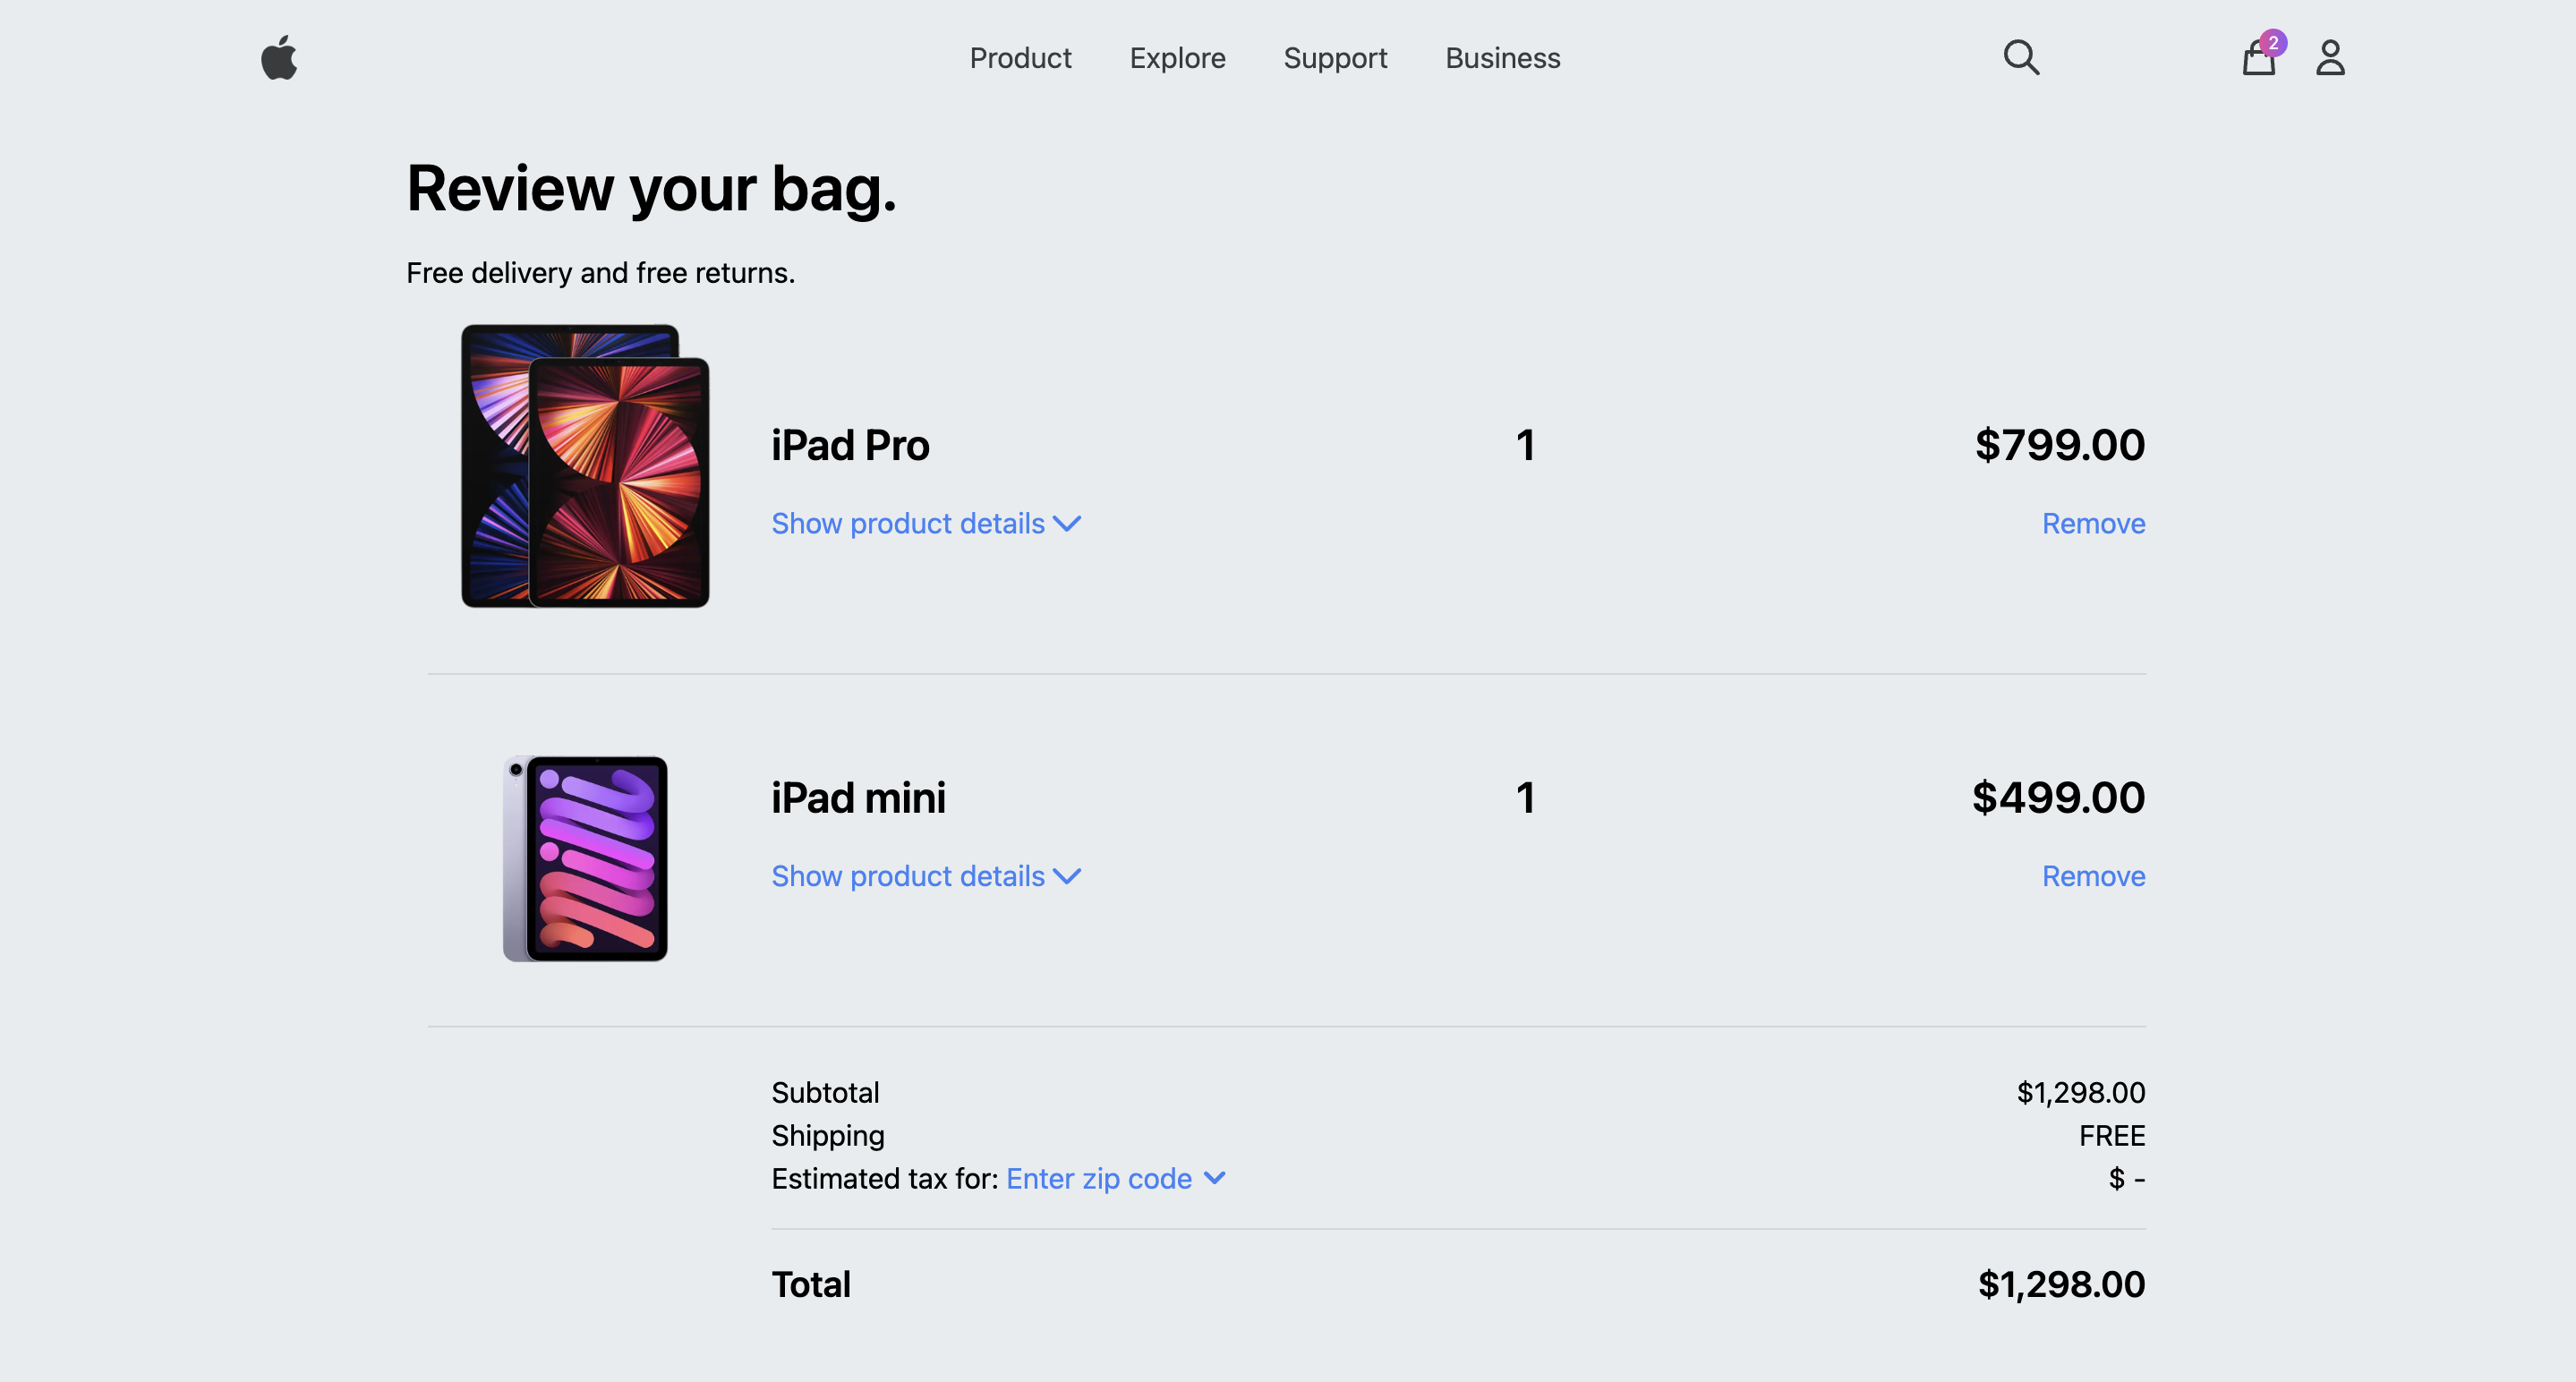 Product Explore Support Business
2
Review your bag.
Free delivery and free returns.
iPad Pro 1 $799.00
Show product details Remove
iPad mini 1 $499.00
Show product details Remove
Subtotal $1,298.00
Shipping FREE
Estimated tax for: Enter zip code $ -
Total $1,298.00